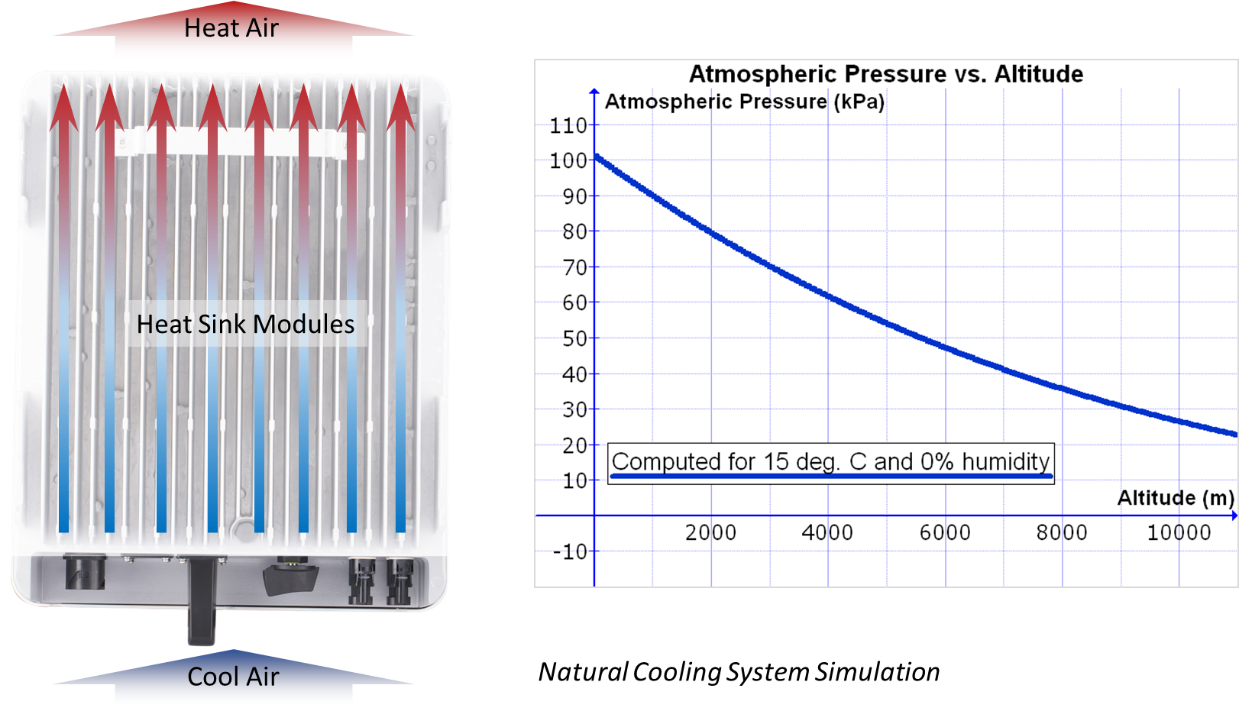 Heat Air
Heat Sink Modules
Cool Air
Atmospheric Pressure vs. Altitude
Atmospheric Pressure (kPa)
110
100
90
80
70
60
50
40
30
20
10
-10
Computed for 15 deg. C and 0% humidity
Altitude (m)
2000
4000
6000
8000
10000
Natural Cooling System Simulation